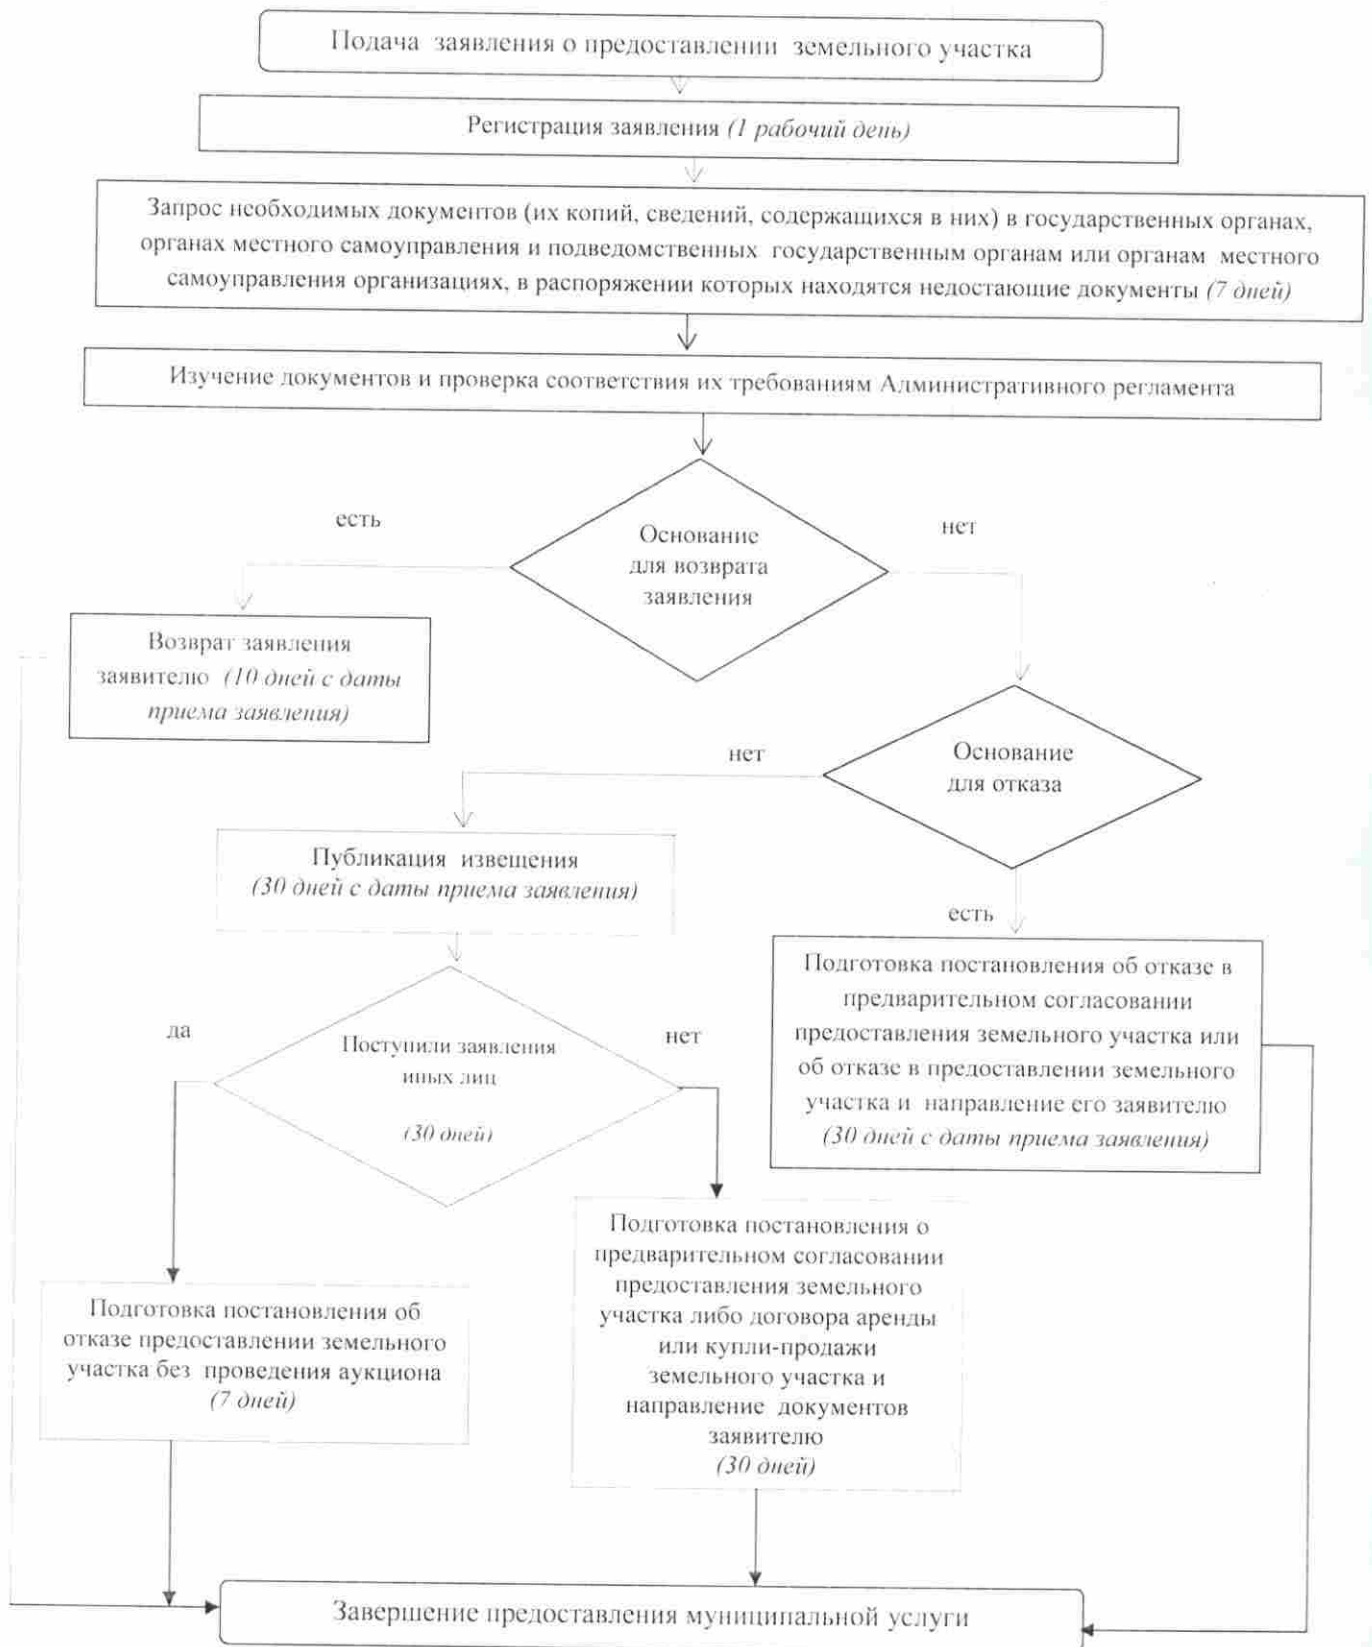 Подача заявления о предоставлении земельного участка
Регистрация заявления (1 рабочий день)
Запрос необходимых документов (их копий, сведений, содержащихся в них) в государственных органах,
органах местного самоуправления и подведомственных государственным органам или органам местного
самоуправления организациях, в распоряжении которых находятся недостающие документы (7 дней)
Изучение документов и проверка соответствия их требованиям Административного регламента
есть
нет
Основание
для возврата
заявления
Возврат заявления
заявителю (10 дней с даты
приема заявления)
нет
Основание
для отказа
Публикация извещения
(30 дней с даты приема заявления)
есть
Подготовка постановления об отказе в
предварительном согласовании
предоставления земельного участка или
об отказе в предоставлении земельного
участка и направление его заявителю
(30 дней с даты приема заявления)
да
нет
Поступили заявления
иных лиц
(30 дней)
Подготовка постановления о
предварительном согласовании
предоставления земельного
участка либо договора аренды
или купли-продажи
земельного участка и
направление документов
заявителю
(30 дней)
Подготовка постановления об
отказе предоставлении земельного
участка без проведения аукциона
(7 дней)
Завершение предоставления муниципальной услуги